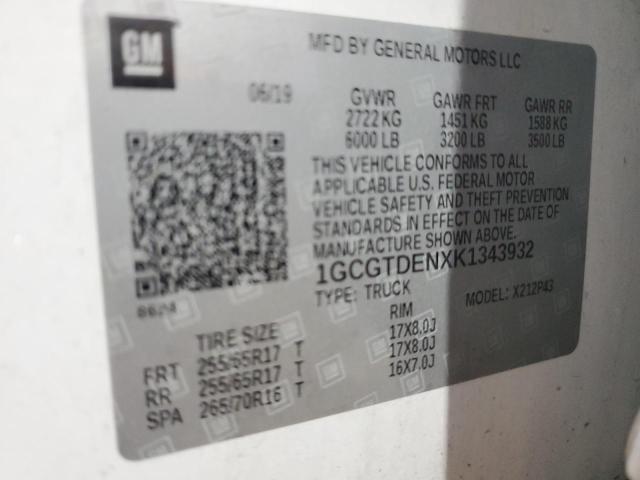 GM
MFD BY GENERAL MOTORS LLC
06/19
GVWR GAWR FRT GAWR RR
2722 KG 1451 KG 1588 KG
6000 LB 3200 LB 3500 LB
THIS VEHICLE CONFORMS TO ALL
APPLICABLE U.S. FEDERAL MOTOR
VEHICLE SAFETY AND THEFT PREVENTION
STANDARDS IN EFFECT ON THE DATE OF
MANUFACTURE SHOWN ABOVE.
1GCGTDENXK1343932
TYPE: TRUCK MODEL: X212P43
TIRE SIZE RIM
FRT 255/65R17 T 17X8.0J
RR 255/65R17 T 17X8.0J
SPA 265/70R16 T 16X7.0J